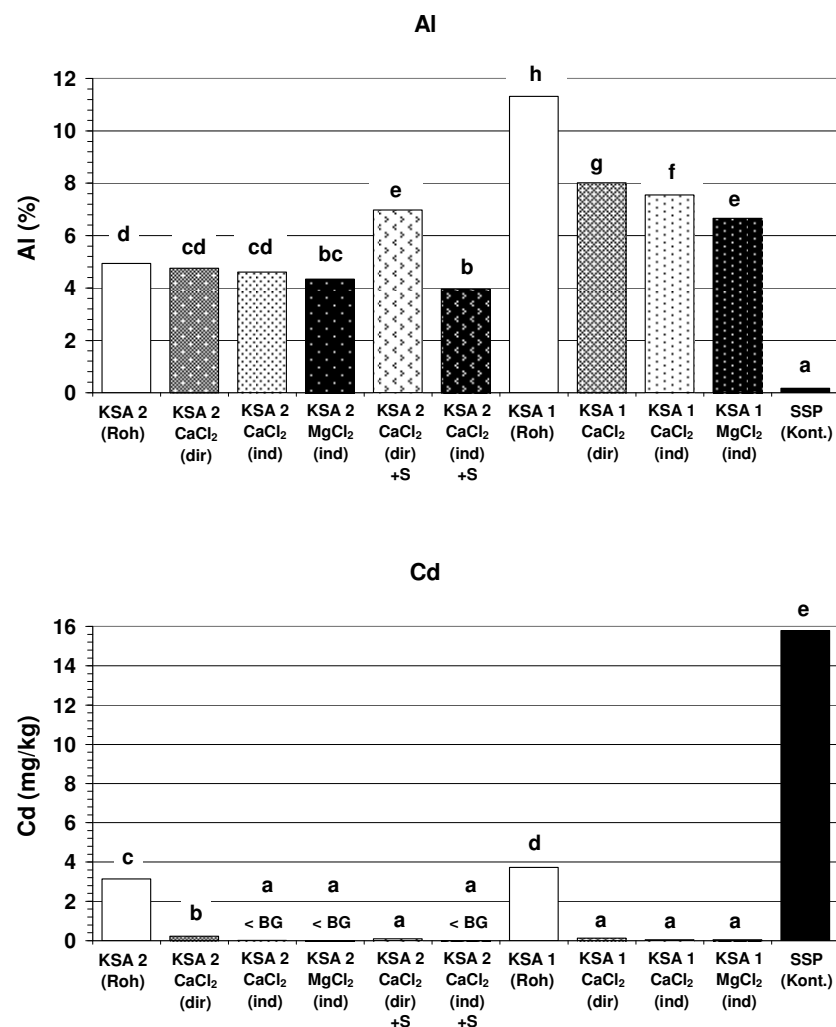 Al
h
12
10
g
f
8
e
e
Al (%)
6
d
cd
cd
bc
b
4
2
a
0
KSA 2 KSA 2 KSA 2 KSA 2 KSA 2 KSA 2 KSA 1 KSA 1 KSA 1 KSA 1 SSP
(Roh) CaCl₂ CaCl₂ MgCl₂ CaCl₂ CaCl₂ (Roh) CaCl₂ CaCl₂ MgCl₂ (Kont.)
(dir) (ind) (ind) (dir) (ind) (dir) (ind) (ind)
+S +S
Cd
e
16
14
12
10
Cd (mg/kg)
8
6
d
c
4
a a a
b
2
< BG < BG a < BG a a a
0
KSA 2 KSA 2 KSA 2 KSA 2 KSA 2 KSA 2 KSA 1 KSA 1 KSA 1 KSA 1 SSP
(Roh) CaCl₂ CaCl₂ MgCl₂ CaCl₂ CaCl₂ (Roh) CaCl₂ CaCl₂ MgCl₂ (Kont.)
(dir) (ind) (ind) (dir) (ind) (dir) (ind) (ind)
+S +S